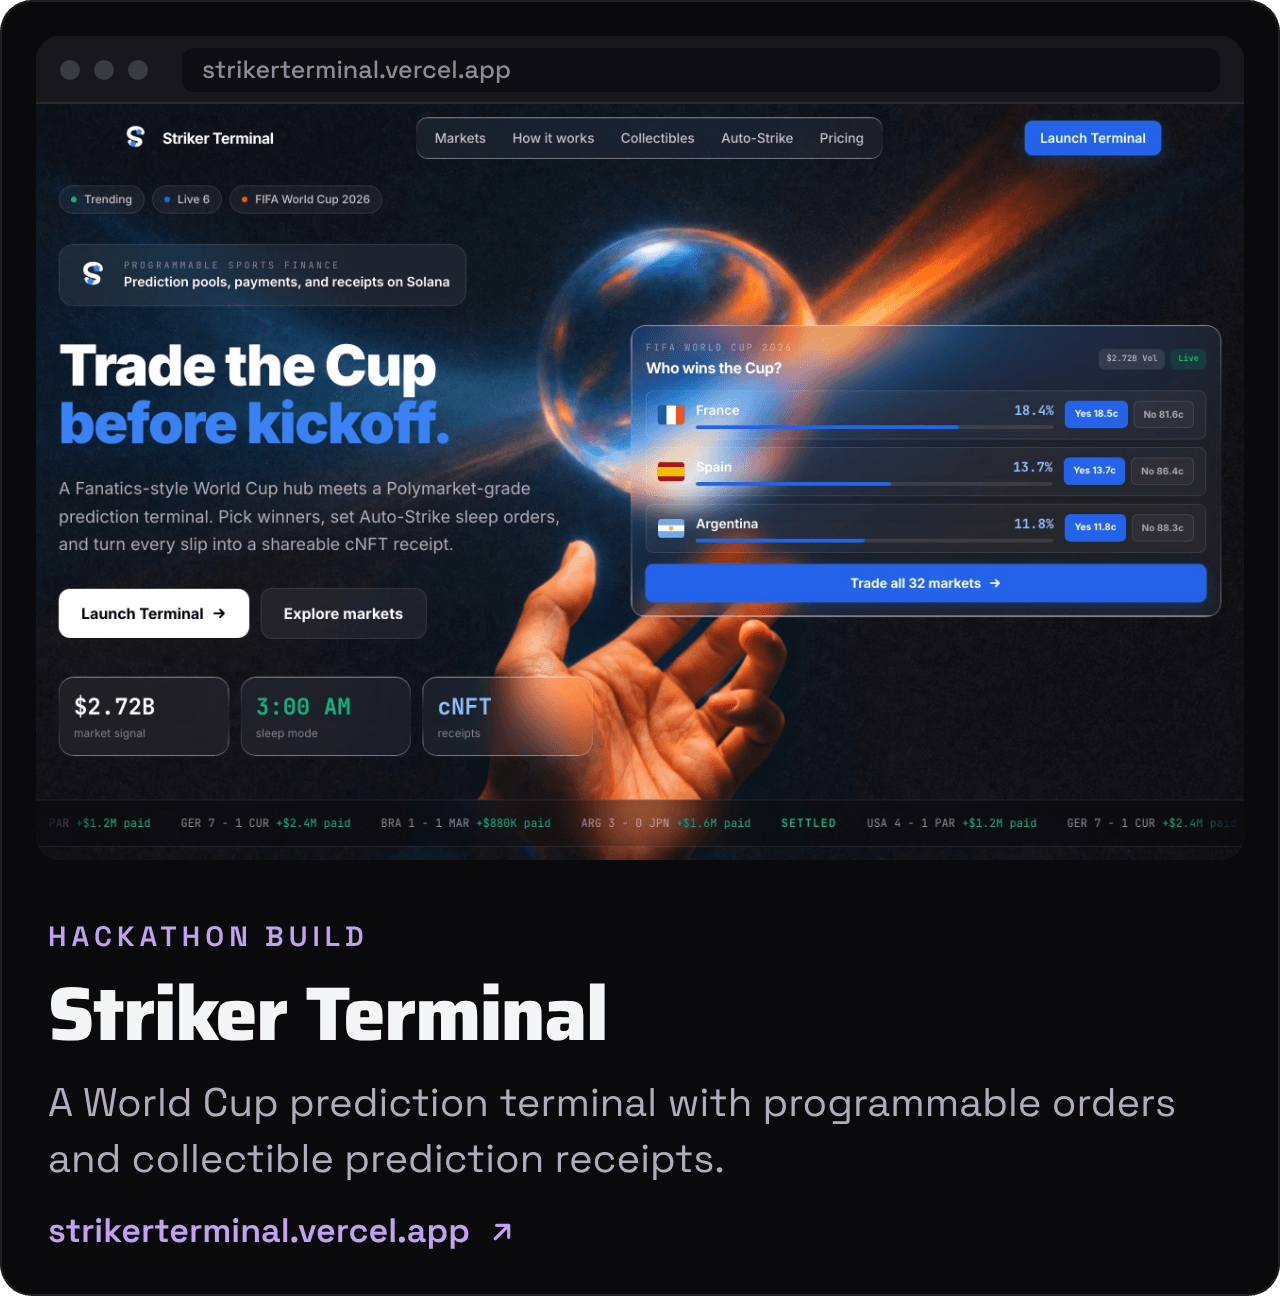 strikerterminal.vercel.app
Striker Terminal
Markets How it works Collectibles Auto-Strike Pricing
Launch Terminal
Trending
Live 6
FIFA World Cup 2026
PROGRAMMABLE SPORTS FINANCE
Prediction pools, payments, and receipts on Solana
Trade the Cup
before kickoff.
A Fanatics-style World Cup hub meets a Polymarket-grade
prediction terminal. Pick winners, set Auto-Strike sleep orders,
and turn every slip into a shareable cNFT receipt.
Launch Terminal →
Explore markets
$2.72B
market signal
3:00 AM
sleep mode
cNFT
receipts
FIFA WORLD CUP 2026
Who wins the Cup?
$2.72B Vol
Live
France 18.4% Yes 18.5c No 81.6c
Spain 13.7% Yes 13.7c No 86.4c
Argentina 11.8% Yes 11.8c No 88.3c
Trade all 32 markets →
PAR +$1.2M paid GER 7 - 1 CUR +$2.4M paid BRA 1 - 1 MAR +$880K paid ARG 3 - 0 JPN +$1.6M paid SETTLED USA 4 - 1 PAR +$1.2M paid GER 7 - 1 CUR +$2.4M paid
HACKATHON BUILD
Striker Terminal
A World Cup prediction terminal with programmable orders
and collectible prediction receipts.
strikerterminal.vercel.app ↗